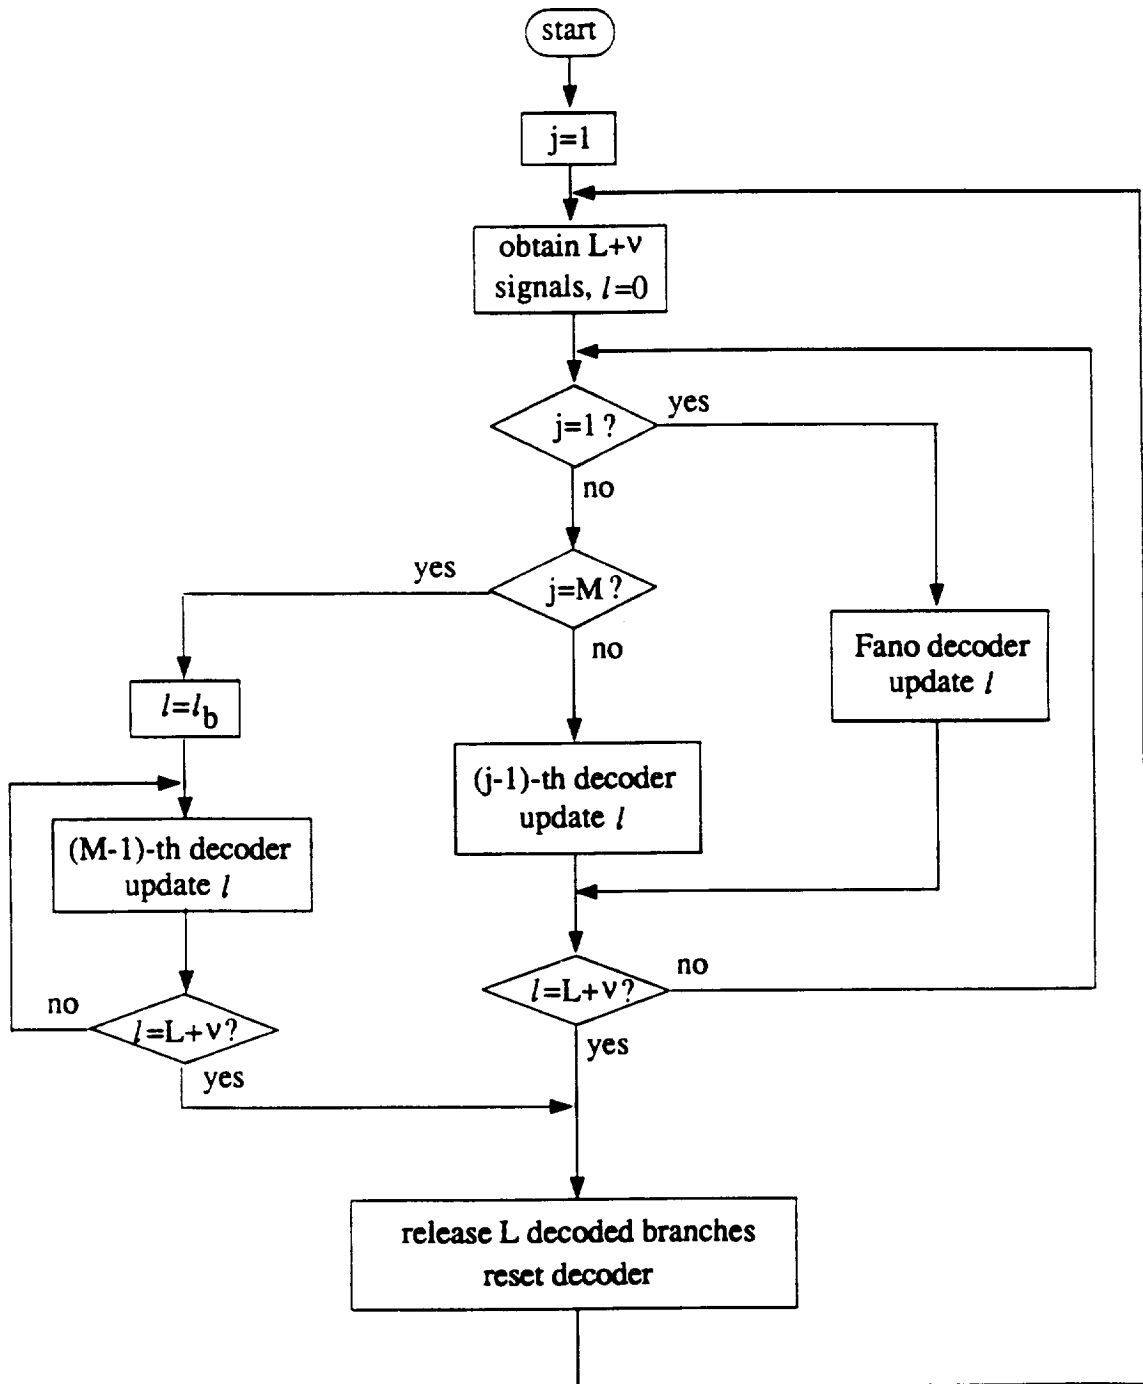 start
j=1
obtain L+ν
signals, l=0
j=1?
yes
no
j=M?
yes
no
Fano decoder
update l
l=l_b
(j-1)-th decoder
update l
(M-1)-th decoder
update l
l=L+ν?
no
yes
l=L+ν?
no
yes
release L decoded branches
reset decoder